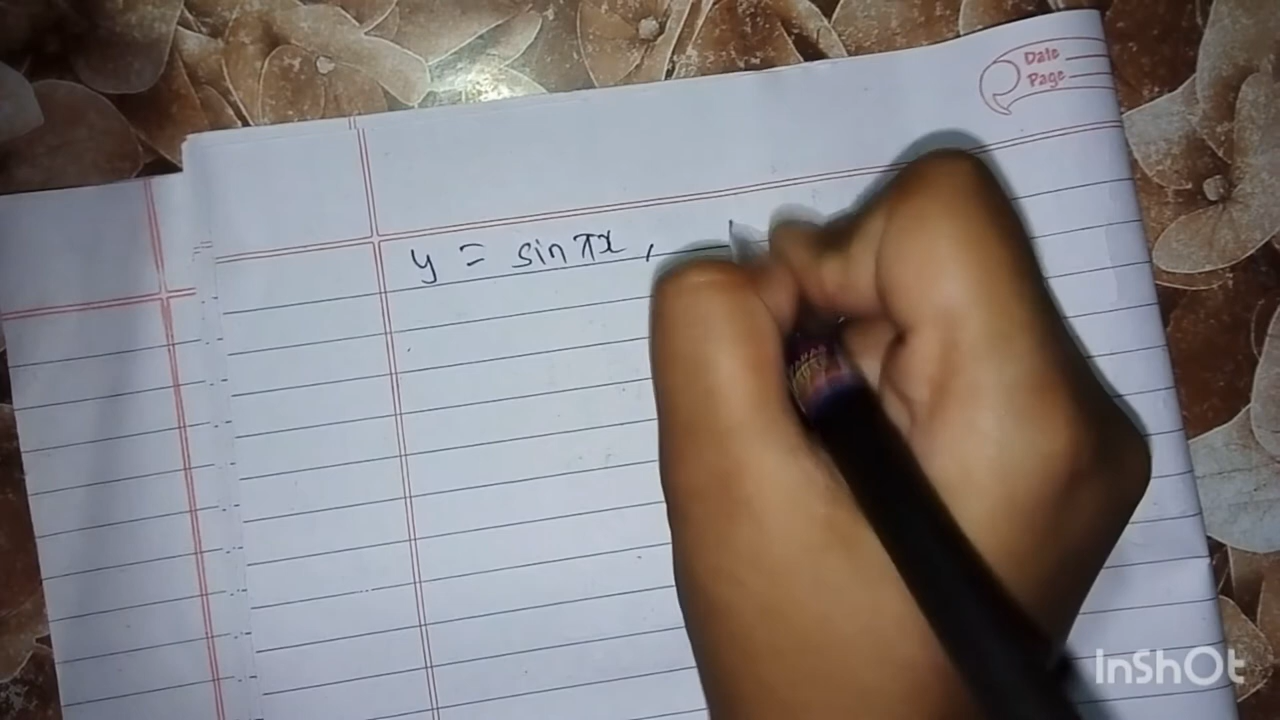 Date
Page
y = sin πx,
InShOt